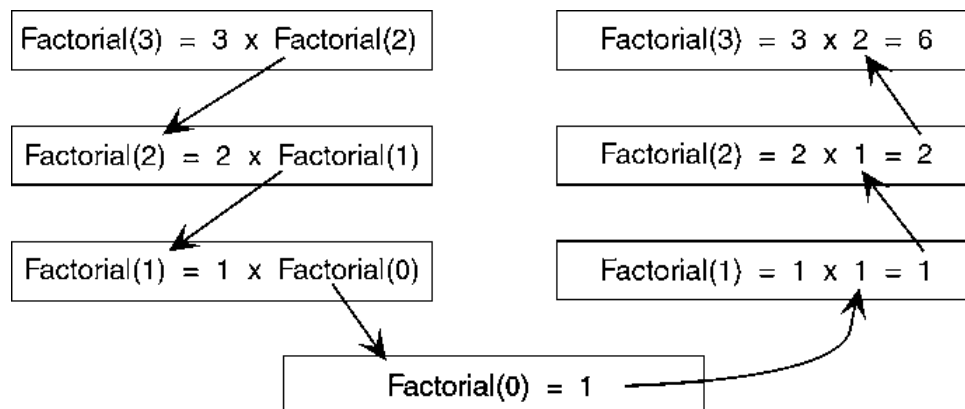 Factorial(3) = 3 x Factorial(2)
Factorial(2) = 2 x Factorial(1)
Factorial(1) = 1 x Factorial(0)
Factorial(0) = 1
Factorial(1) = 1 x 1 = 1
Factorial(2) = 2 x 1 = 2
Factorial(3) = 3 x 2 = 6